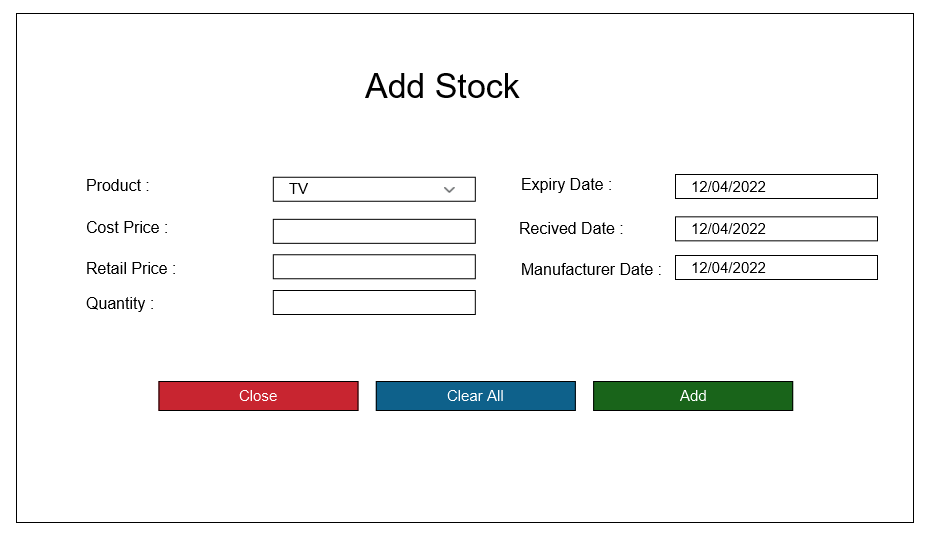 Add Stock
Product :
TV
Cost Price :
Retail Price :
Quantity :
Expiry Date :
12/04/2022
Recived Date :
12/04/2022
Manufacturer Date :
12/04/2022
Close
Clear All
Add